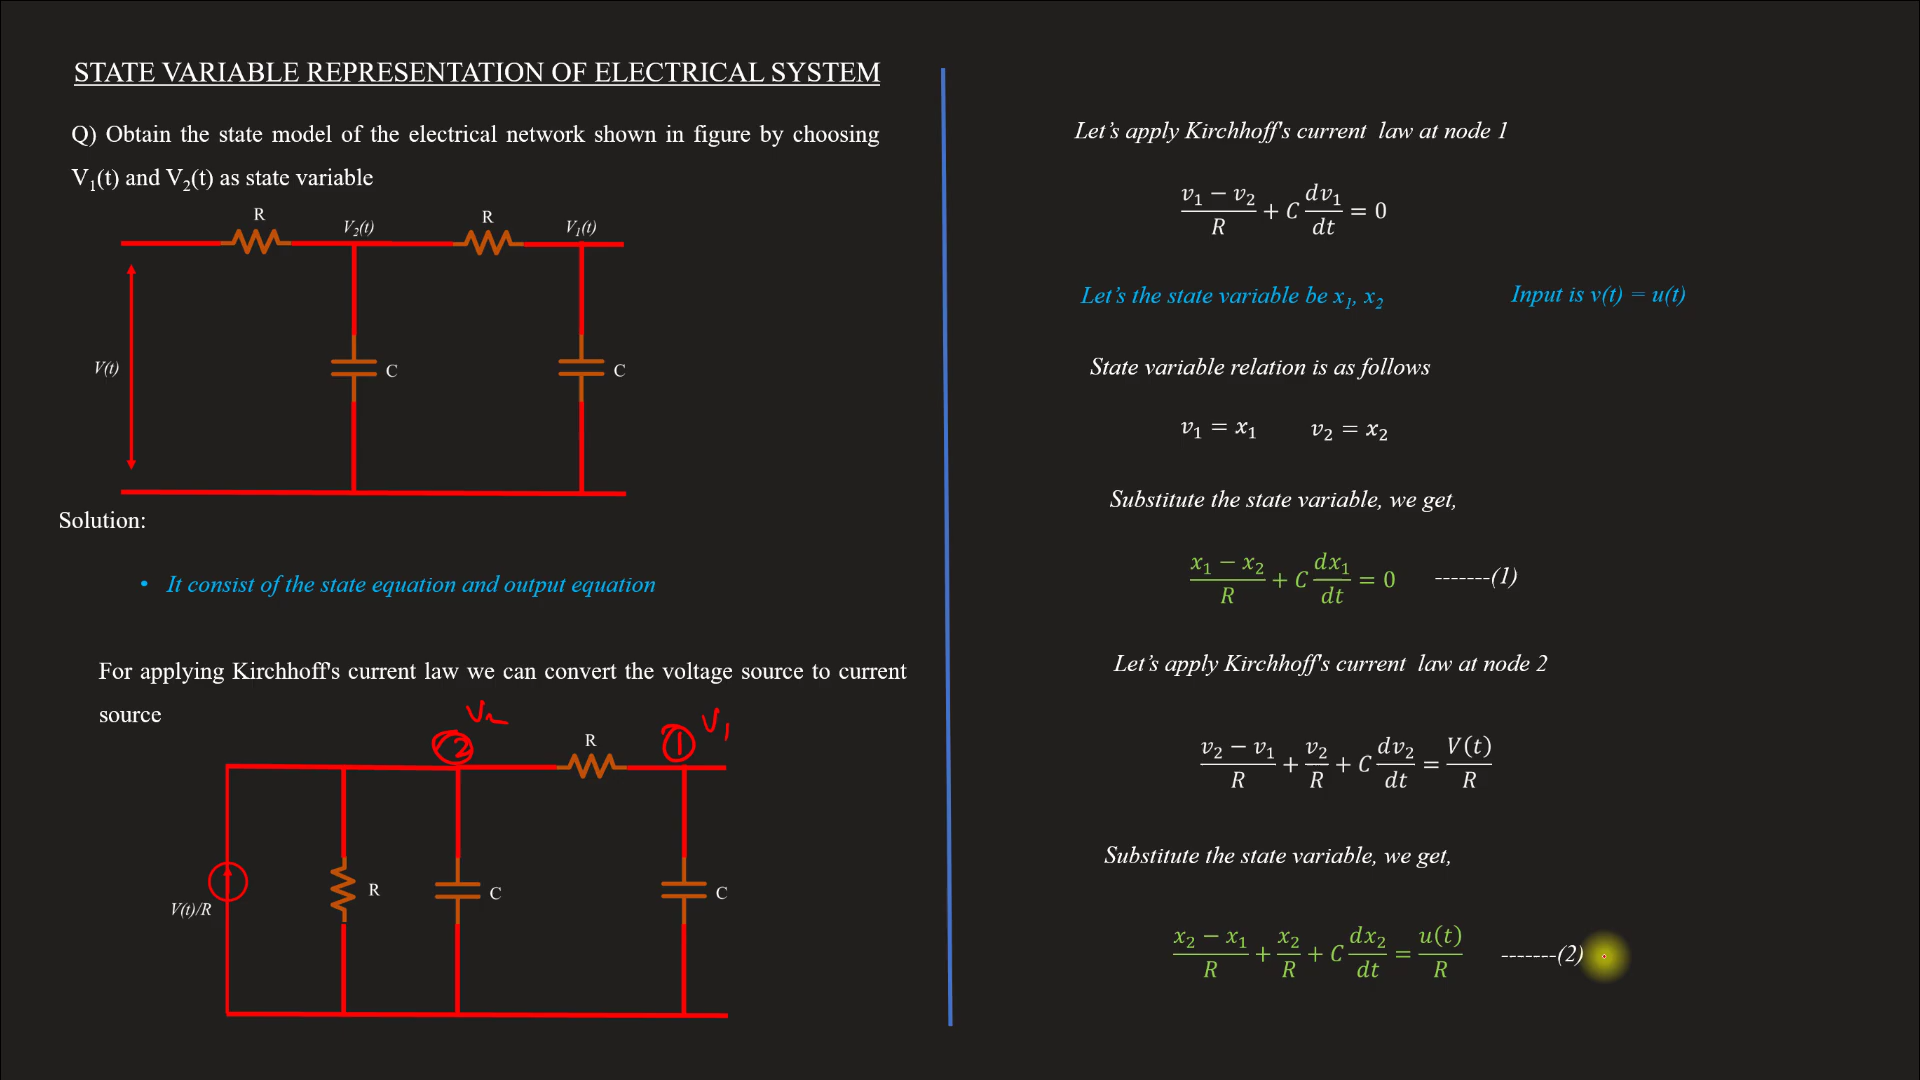 STATE VARIABLE REPRESENTATION OF ELECTRICAL SYSTEM
Q) Obtain the state model of the electrical network shown in figure by choosing
V₁(t) and V₂(t) as state variable
R
V₂(t)
R
V₁(t)
V(t)
C
C
Solution:
• It consist of the state equation and output equation
For applying Kirchhoff's current law we can convert the voltage source to current
source
V₂
V₁
②
R
①
V(t)/R
R
C
C
Let's apply Kirchhoff's current law at node 1
(v₁ − v₂)/R + C dv₁/dt = 0
Let's the state variable be x₁, x₂
Input is v(t) = u(t)
State variable relation is as follows
v₁ = x₁ v₂ = x₂
Substitute the state variable, we get,
(x₁ − x₂)/R + C dx₁/dt = 0 -------(1)
Let's apply Kirchhoff's current law at node 2
(v₂ − v₁)/R + v₂/R + C dv₂/dt = V(t)/R
Substitute the state variable, we get,
(x₂ − x₁)/R + x₂/R + C dx₂/dt = u(t)/R -------(2)